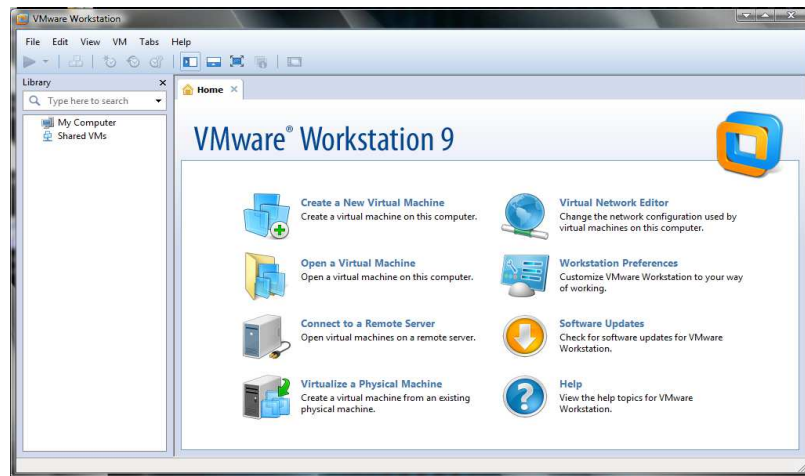 VMware Workstation
File Edit View VM Tabs Help
Library
Type here to search
My Computer
Shared VMs
Home
VMware® Workstation 9
Create a New Virtual Machine
Create a virtual machine on this computer.
Open a Virtual Machine
Open a virtual machine on this computer.
Connect to a Remote Server
Open virtual machines on a remote server.
Virtualize a Physical Machine
Create a virtual machine from an existing
physical machine.
Virtual Network Editor
Change the network configuration used by
virtual machines on this computer.
Workstation Preferences
Customize VMware Workstation to your way
of working.
Software Updates
Check for software updates for VMware
Workstation.
Help
View the help topics for VMware
Workstation.